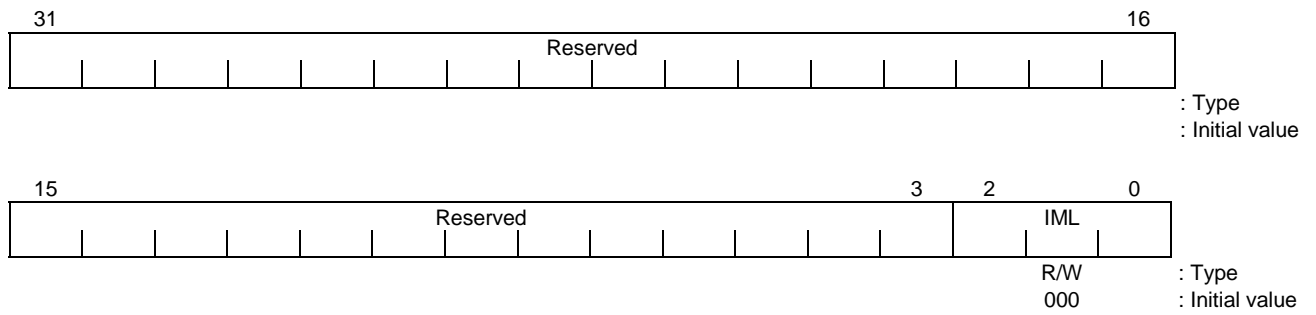 31 16
Reserved
: Type
: Initial value
15 3 2 0
Reserved IML
R/W : Type
000 : Initial value